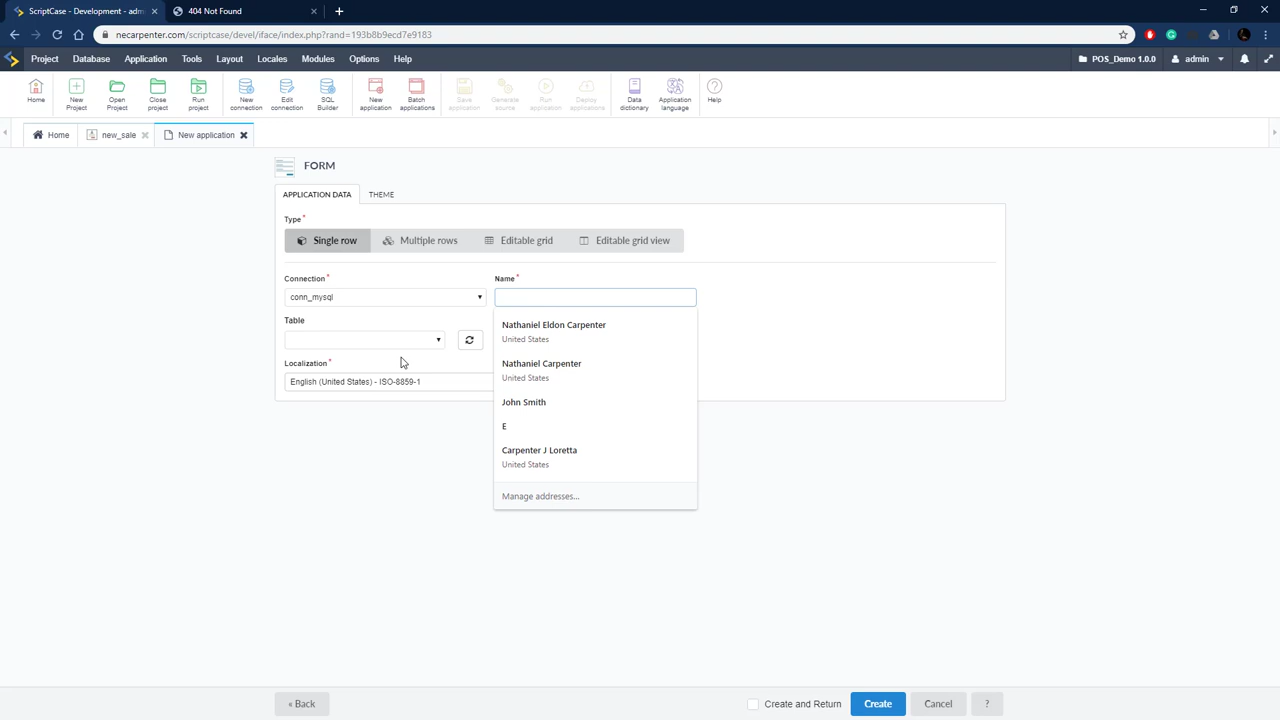 ScriptCase - Development - adm
404 Not Found
necarpenter.com/scriptcase/devel/iface/index.php?rand=193b8b9ecd7e9183
Project Database Application Tools Layout Locales Modules Options Help POS_Demo 1.0.0 admin
Home
New Project
Open Project
Close project
Run project
New connection
Edit connection
SQL Builder
New application
Batch applications
Save application
Generate source
Run application
Deploy applications
Data dictionary
Application language
Help
Home new_sale New application
FORM
APPLICATION DATA THEME
Type*
Single row Multiple rows Editable grid Editable grid view
Connection* Name*
conn_mysql
Table
Localization*
English (United States) - ISO-8859-1
Nathaniel Eldon Carpenter
United States
Nathaniel Carpenter
United States
John Smith
E
Carpenter J Loretta
United States
Manage addresses...
« Back Create and Return Create Cancel ?